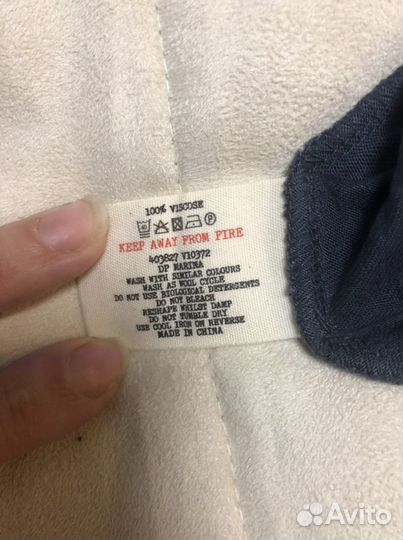 100% VISCOSE
KEEP AWAY FROM FIRE
403827 V10372
DP MARINA
WASH WITH SIMILAR COLOURS
WASH AS WOOL CYCLE
DO NOT USE BIOLOGICAL DETERGENTS
DO NOT BLEACH
RESHAPE WHILST DAMP
DO NOT TUMBLE DRY
USE COOL IRON ON REVERSE
MADE IN CHINA
Avito